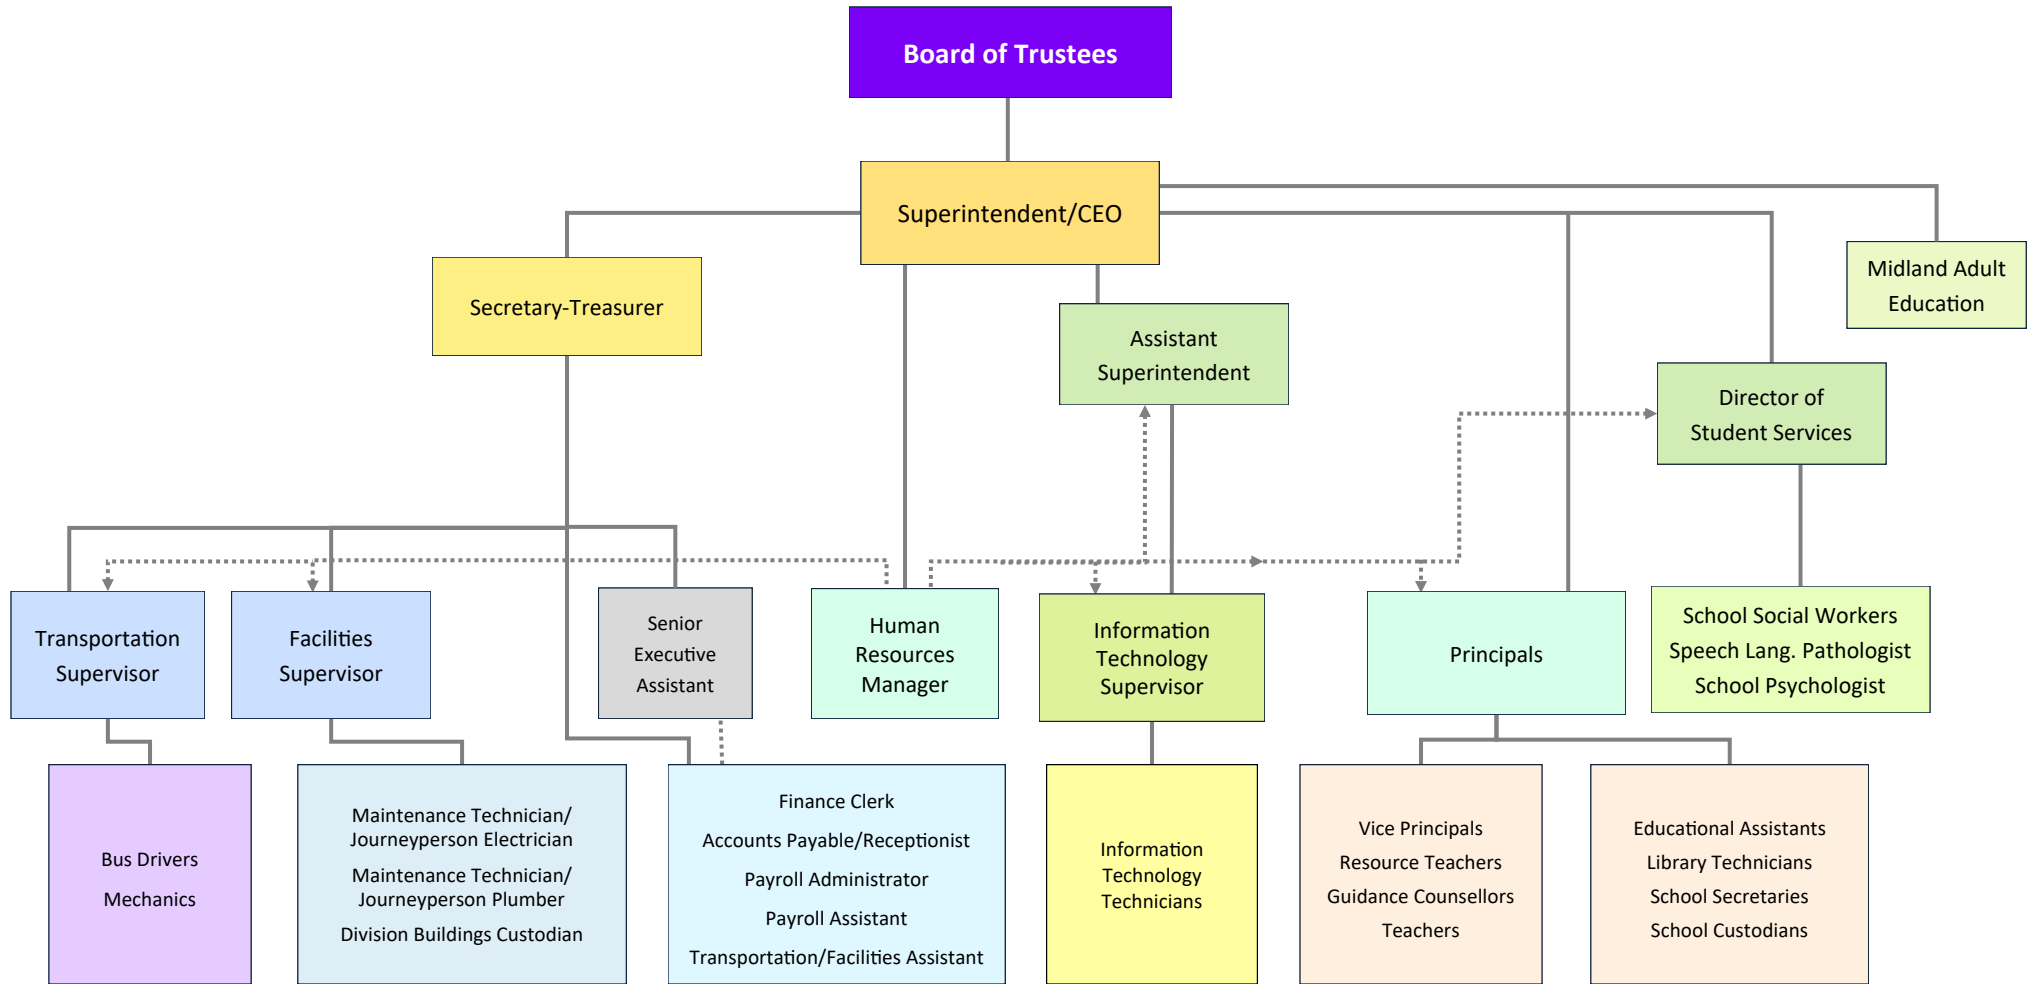 Board of Trustees
Superintendent/CEO
Midland Adult
Education
Secretary-Treasurer
Assistant
Superintendent
Director of
Student Services
Transportation
Supervisor
Facilities
Supervisor
Senior
Executive
Assistant
Human
Resources
Manager
Information
Technology
Supervisor
Principals
School Social Workers
Speech Lang. Pathologist
School Psychologist
Bus Drivers
Mechanics
Maintenance Technician/
Journeyperson Electrician
Maintenance Technician/
Journeyperson Plumber
Division Buildings Custodian
Finance Clerk
Accounts Payable/Receptionist
Payroll Administrator
Payroll Assistant
Transportation/Facilities Assistant
Information
Technology
Technicians
Vice Principals
Resource Teachers
Guidance Counsellors
Teachers
Educational Assistants
Library Technicians
School Secretaries
School Custodians